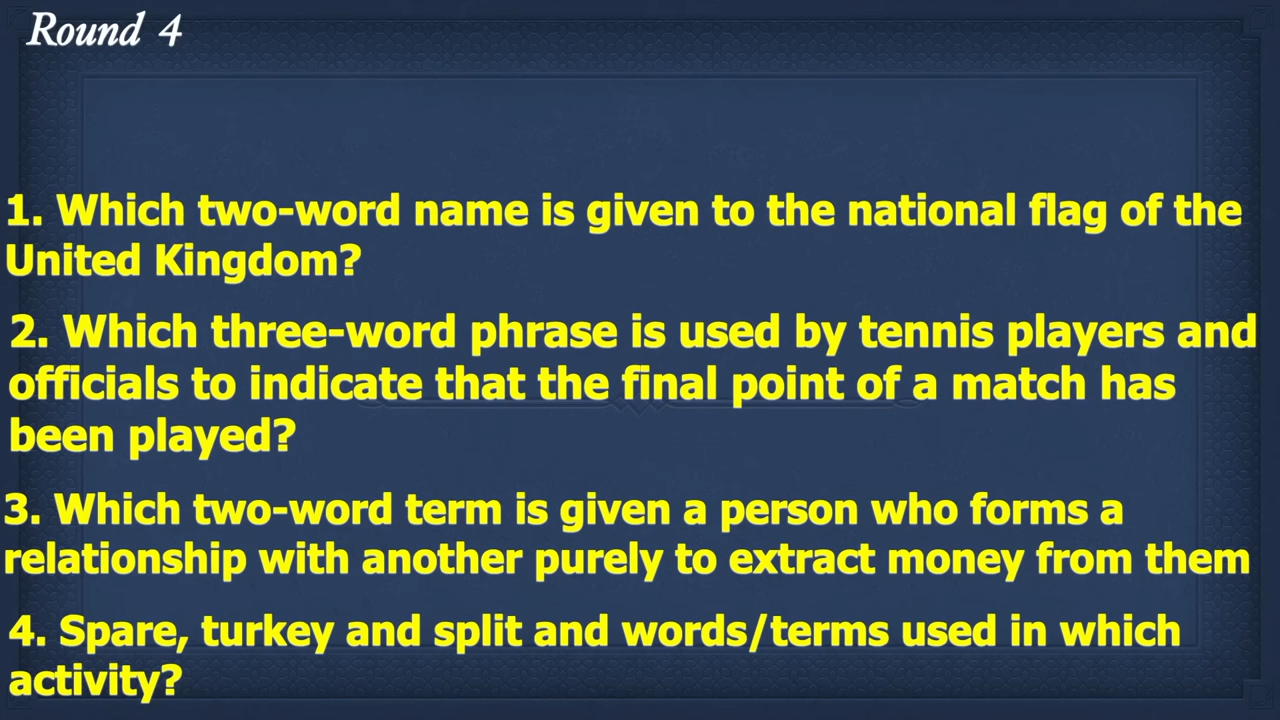 Round 4
1. Which two-word name is given to the national flag of the
United Kingdom?
2. Which three-word phrase is used by tennis players and
officials to indicate that the final point of a match has
been played?
3. Which two-word term is given a person who forms a
relationship with another purely to extract money from them
4. Spare, turkey and split and words/terms used in which
activity?